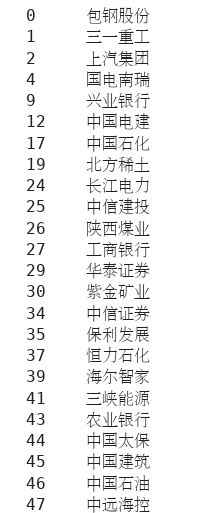 0 包钢股份
1 三一重工
2 上汽集团
4 国电南瑞
9 兴业银行
12 中国电建
17 中国石化
19 北方稀土
24 长江电力
25 中信建投
26 陕西煤业
27 工商银行
29 华泰证券
30 紫金矿业
34 中信证券
35 保利发展
37 恒力石化
39 海尔智家
41 三峡能源
43 农业银行
44 中国太保
45 中国建筑
46 中国石油
47 中远海控